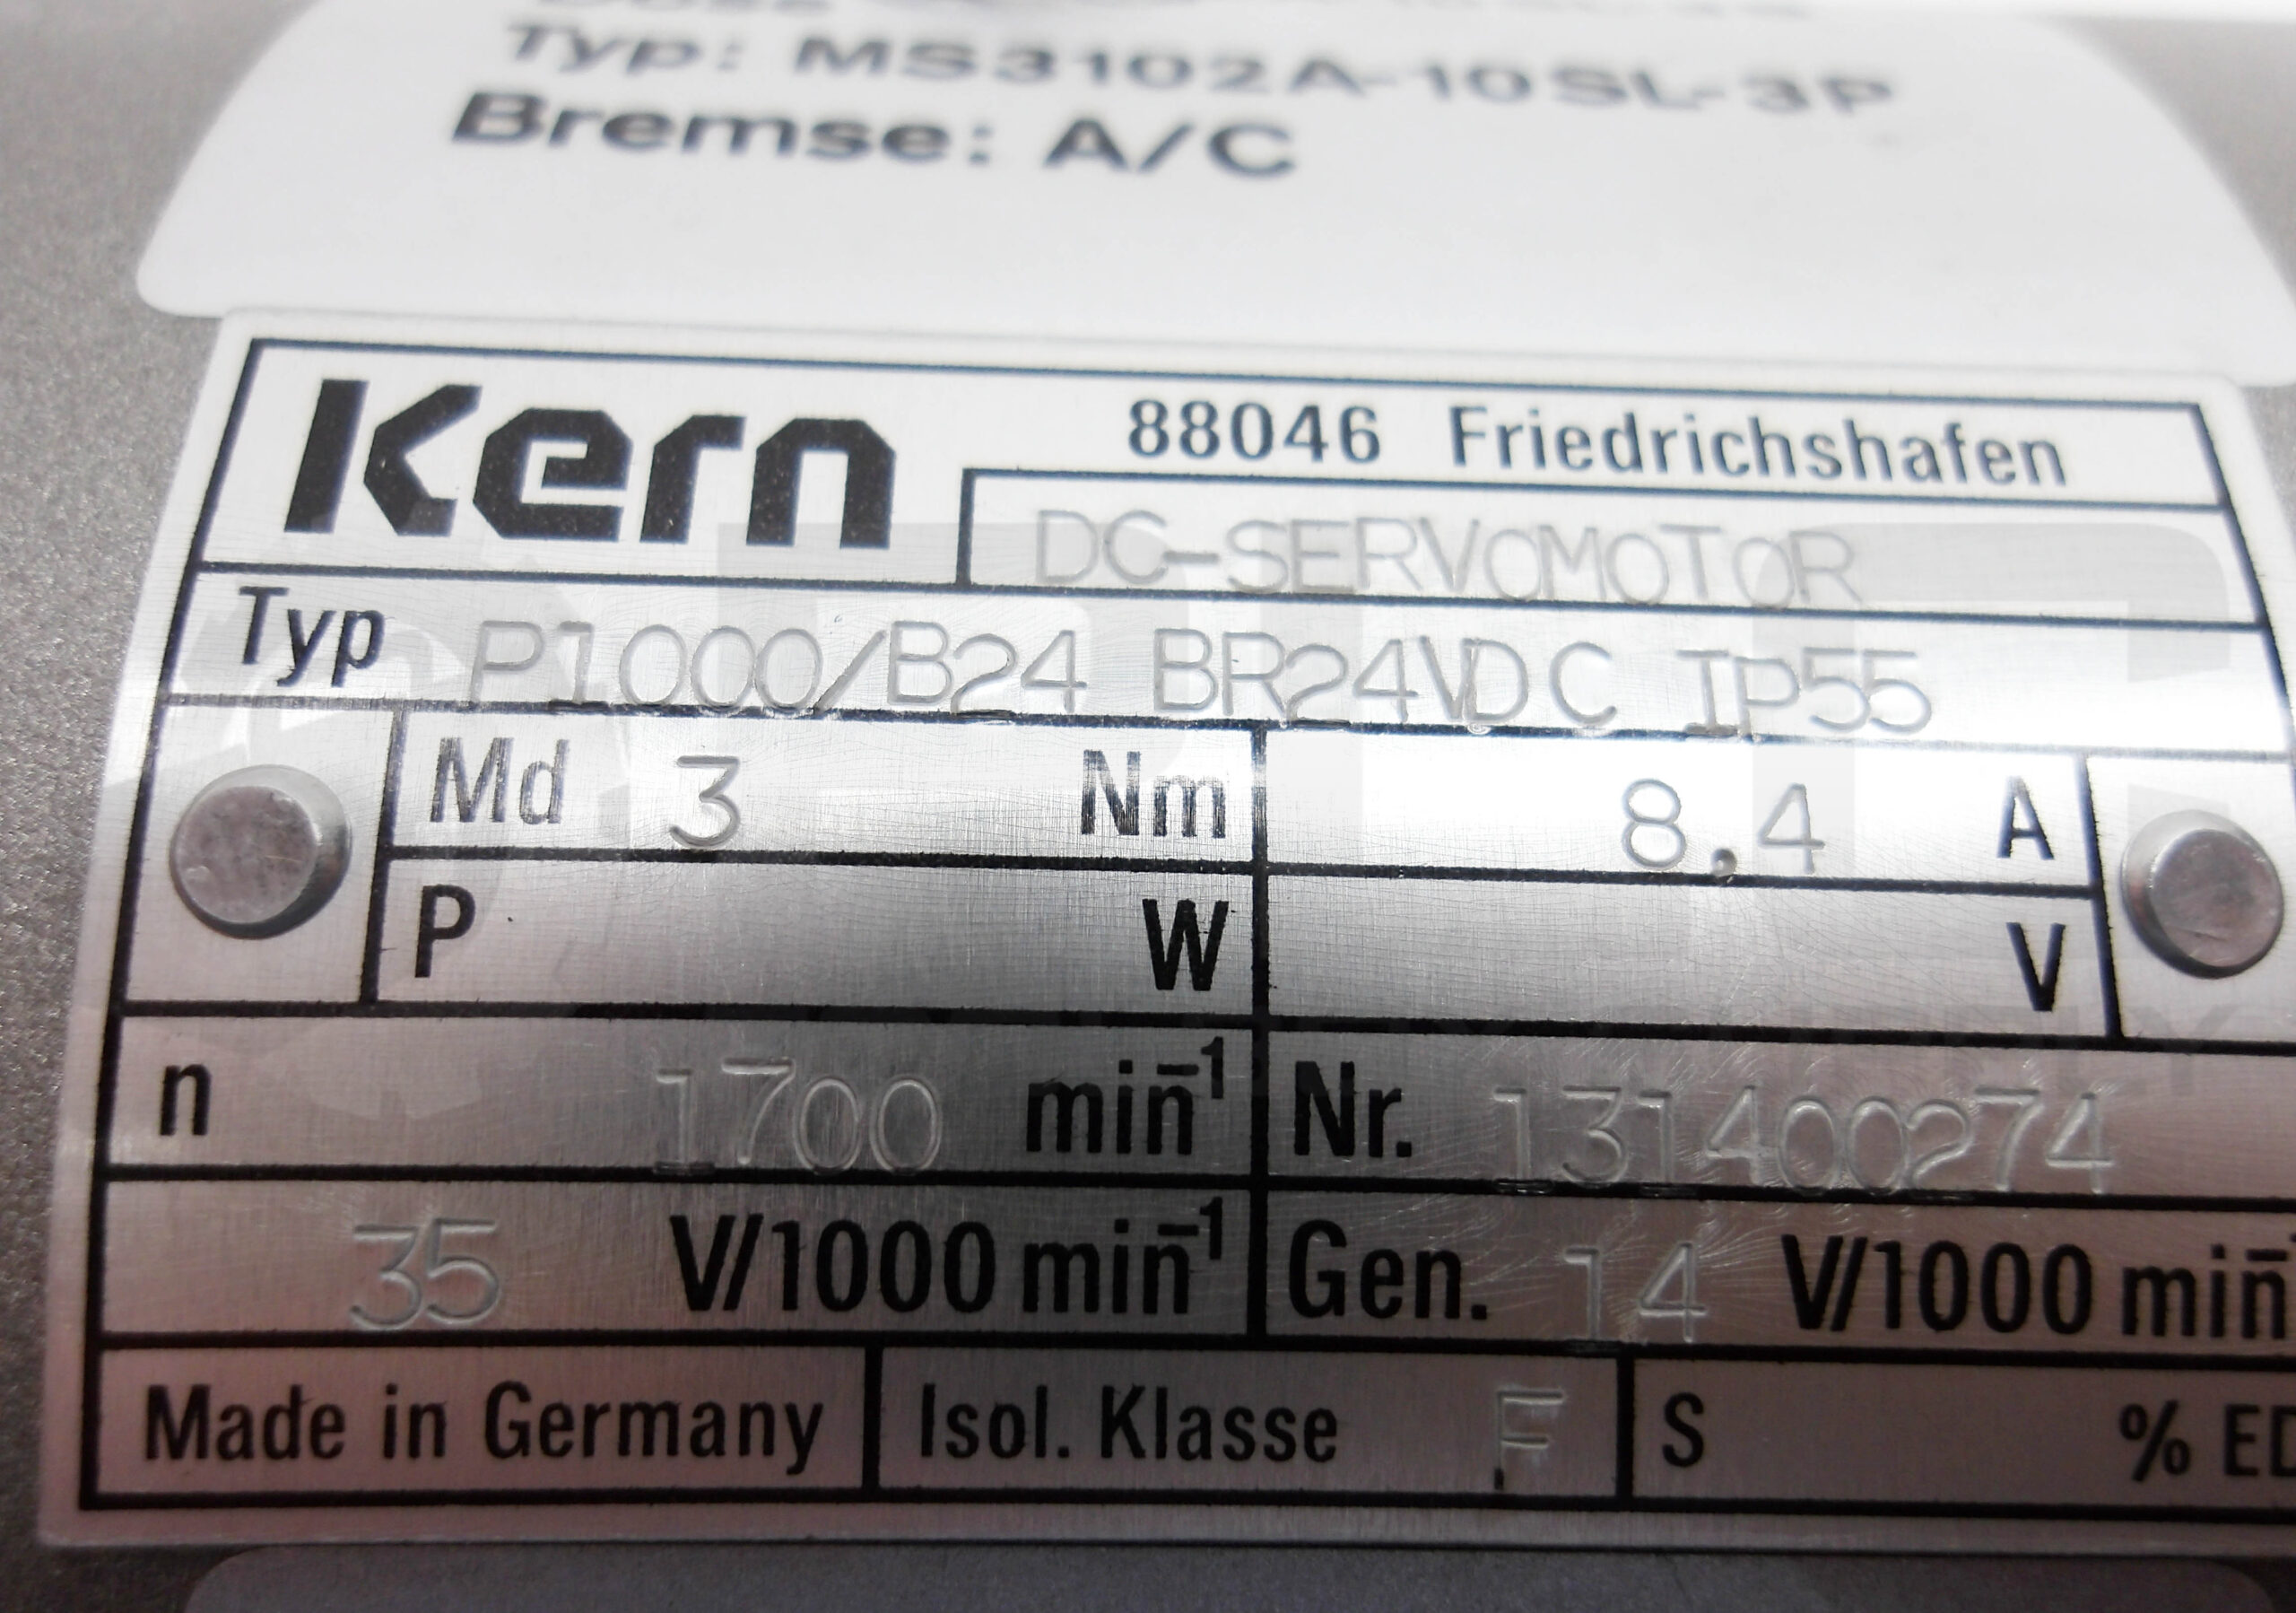 Typ: MS3102A-10SL-3P
Bremse: A/C
Kern 88046 Friedrichshafen
DC-SERVOMOTOR
Typ P1000/B24 BR24VDC IP55
Md 3 Nm 8,4 A
P W V
n 1700 min⁻¹ Nr. 131400274
35 V/1000 min⁻¹ Gen. 14 V/1000 min⁻¹
Made in Germany Isol. Klasse F S % ED